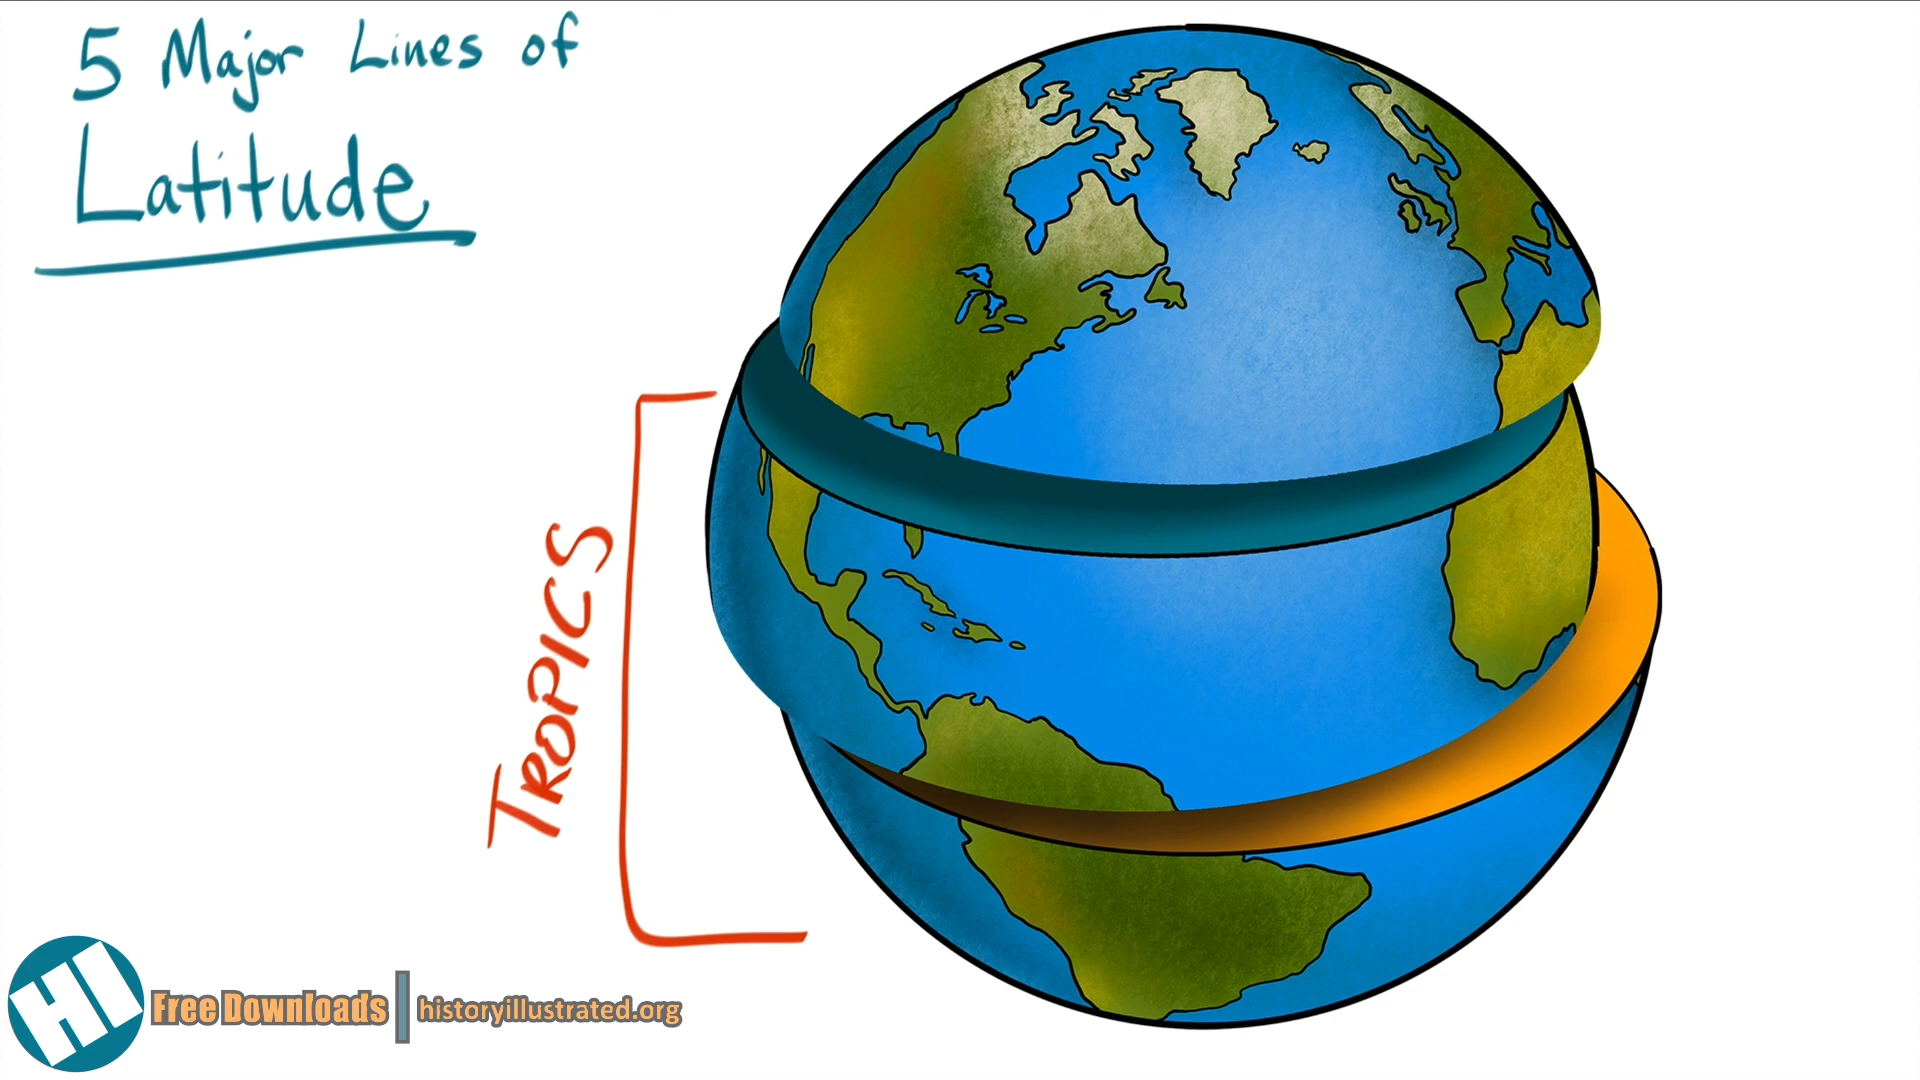 5 Major Lines of
Latitude
TROPICS
HI
Free Downloads | historyillustrated.org